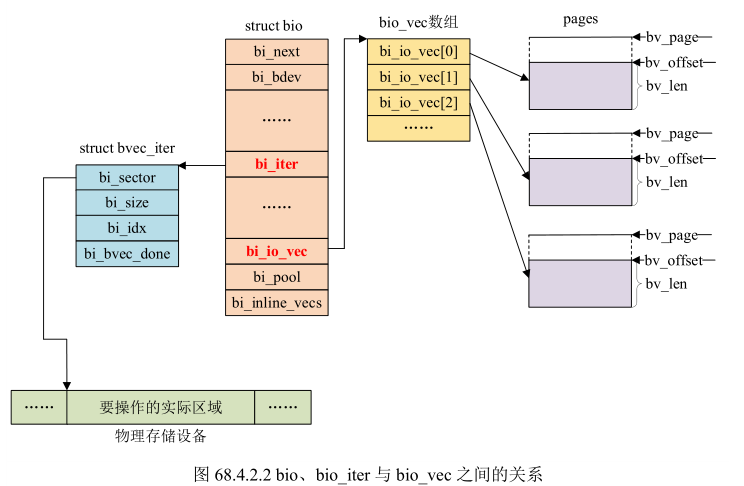 struct bio
bi_next
bi_bdev
……
bi_iter
……
bi_io_vec
bi_pool
bi_inline_vecs
bio_vec数组
bi_io_vec[0]
bi_io_vec[1]
bi_io_vec[2]
……
pages
bv_page
bv_offset
bv_len
bv_page
bv_offset
bv_len
bv_page
bv_offset
bv_len
struct bvec_iter
bi_sector
bi_size
bi_idx
bi_bvec_done
…… 要操作的实际区域 ……
物理存储设备
图 68.4.2.2 bio、bio_iter 与 bio_vec 之间的关系